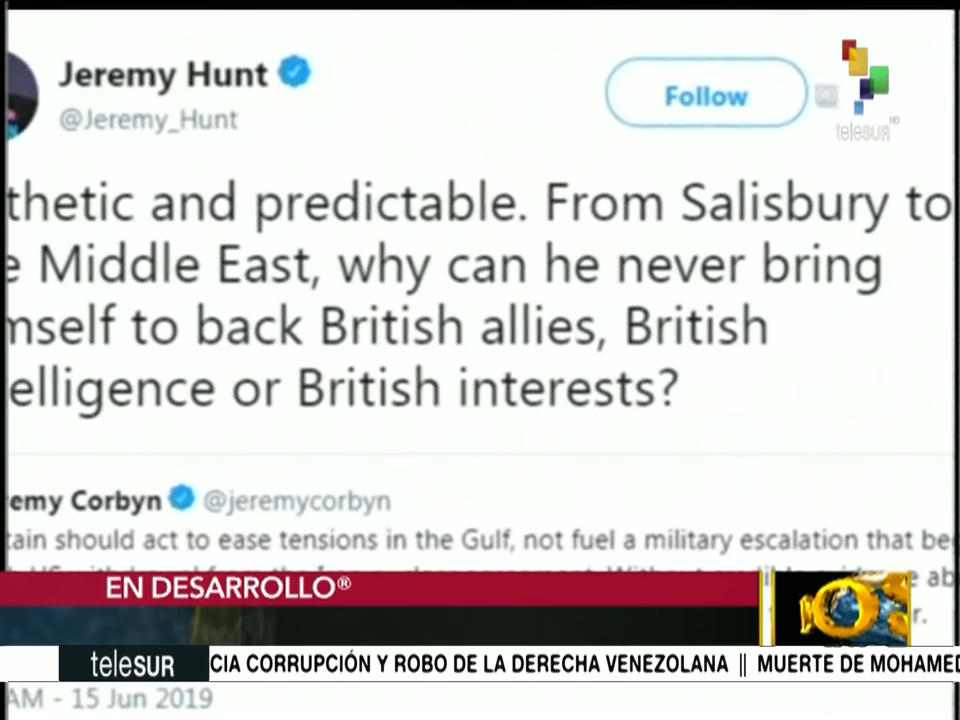 Jeremy Hunt
@Jeremy_Hunt
Follow
teleSUR HD
thetic and predictable. From Salisbury to
e Middle East, why can he never bring
mself to back British allies, British
elligence or British interests?
emy Corbyn @jeremycorbyn
tain should act to ease tensions in the Gulf, not fuel a military escalation that be
EN DESARROLLO®
teleSUR CIA CORRUPCIÓN Y ROBO DE LA DERECHA VENEZOLANA || MUERTE DE MOHAMED
AM - 15 Jun 2019